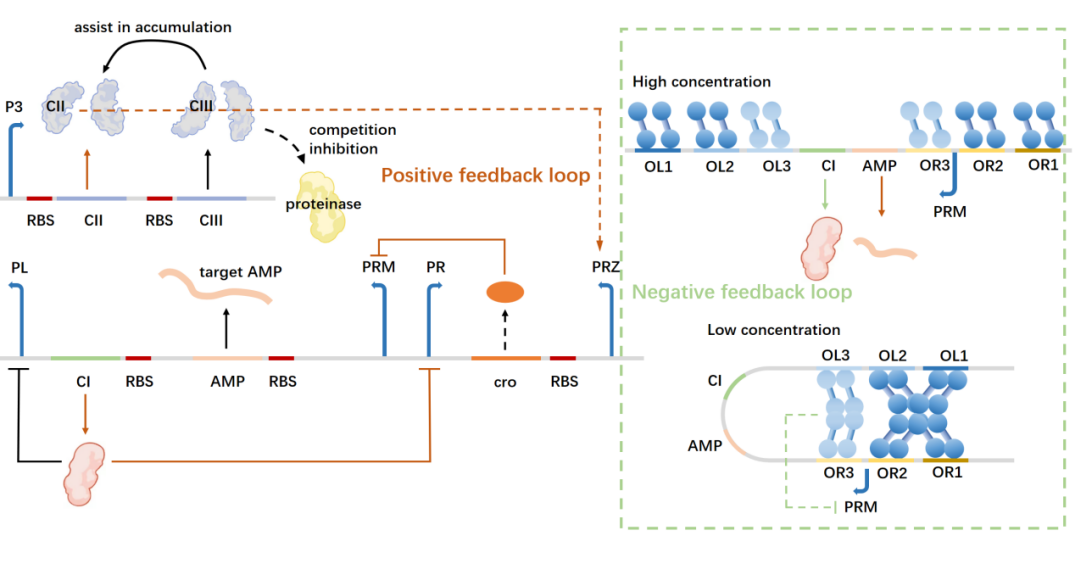 assist in accumulation
P3
CII
CIII
competition
inhibition
Positive feedback loop
proteinase
RBS
CII
RBS
CIII
PL
target AMP
PRM
PR
PRZ
CI
RBS
AMP
RBS
cro
RBS
High concentration
OL1
OL2
OL3
CI
AMP
OR3
OR2
OR1
PRM
Negative feedback loop
Low concentration
OL3
OL2
OL1
CI
AMP
OR3
OR2
OR1
PRM